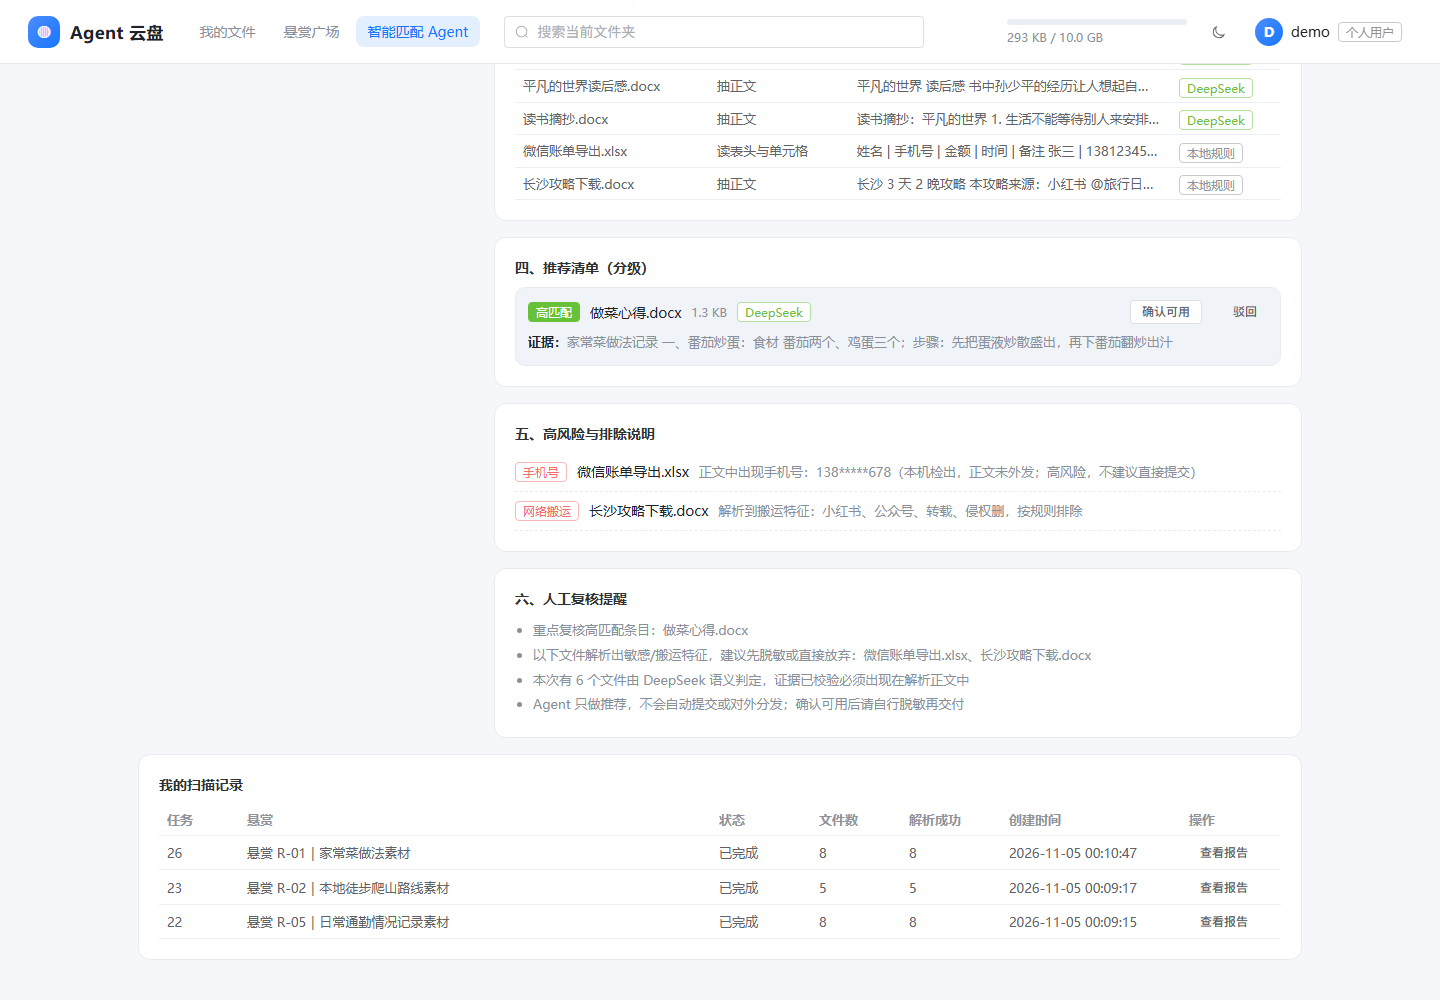 Agent 云盘
我的文件
悬赏广场
智能匹配 Agent
搜索当前文件夹
293 KB / 10.0 GB
D
demo
个人用户
平凡的世界读后感.docx 抽正文 平凡的世界 读后感 书中孙少平的经历让人想起自... DeepSeek
读书摘抄.docx 抽正文 读书摘抄：平凡的世界 1. 生活不能等待别人来安排... DeepSeek
微信账单导出.xlsx 读表头与单元格 姓名 | 手机号 | 金额 | 时间 | 备注 张三 | 13812345... 本地规则
长沙攻略下载.docx 抽正文 长沙 3 天 2 晚攻略 本攻略来源：小红书 @旅行日... 本地规则
四、推荐清单（分级）
高匹配 做菜心得.docx 1.3 KB DeepSeek 确认可用 驳回
证据：家常菜做法记录 一、番茄炒蛋：食材 番茄两个、鸡蛋三个；步骤：先把蛋液炒散盛出，再下番茄翻炒出汁
五、高风险与排除说明
手机号 微信账单导出.xlsx 正文中出现手机号：138*****678（本机检出，正文未外发；高风险，不建议直接提交）
网络搬运 长沙攻略下载.docx 解析到搬运特征：小红书、公众号、转载、侵权删，按规则排除
六、人工复核提醒
重点复核高匹配条目：做菜心得.docx
以下文件解析出敏感/搬运特征，建议先脱敏或直接放弃：微信账单导出.xlsx、长沙攻略下载.docx
本次有 6 个文件由 DeepSeek 语义判定，证据已校验必须出现在解析正文中
Agent 只做推荐，不会自动提交或对外分发；确认可用后请自行脱敏再交付
我的扫描记录
任务 悬赏 状态 文件数 解析成功 创建时间 操作
26 悬赏 R-01｜家常菜做法素材 已完成 8 8 2026-11-05 00:10:47 查看报告
23 悬赏 R-02｜本地徒步爬山路线素材 已完成 5 5 2026-11-05 00:09:17 查看报告
22 悬赏 R-05｜日常通勤情况记录素材 已完成 8 8 2026-11-05 00:09:15 查看报告